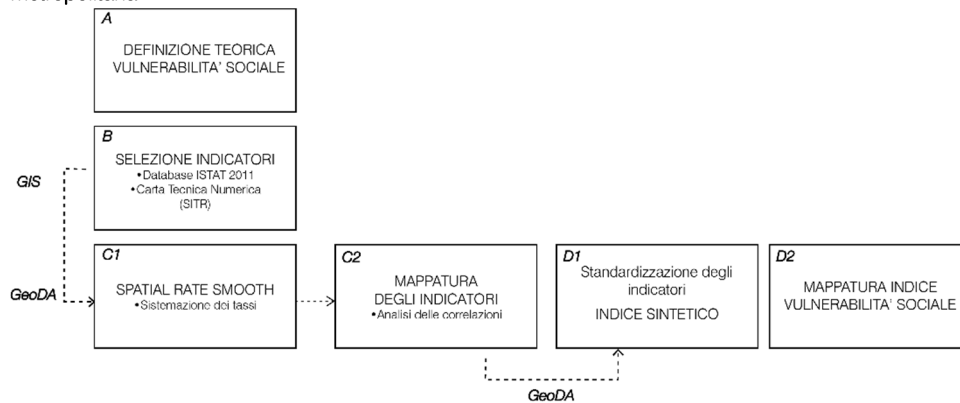 A
DEFINIZIONE TEORICA
VULNERABILITA' SOCIALE
B
SELEZIONE INDICATORI
•Database ISTAT 2011
•Carta Tecnica Numerica
(SITR)
GIS
GeoDA
C1
SPATIAL RATE SMOOTH
•Sistemazione dei tassi
C2
MAPPATURA
DEGLI INDICATORI
•Analisi delle correlazioni
D1
Standardizzazione degli
indicatori
INDICE SINTETICO
D2
MAPPATURA INDICE
VULNERABILITA' SOCIALE
GeoDA